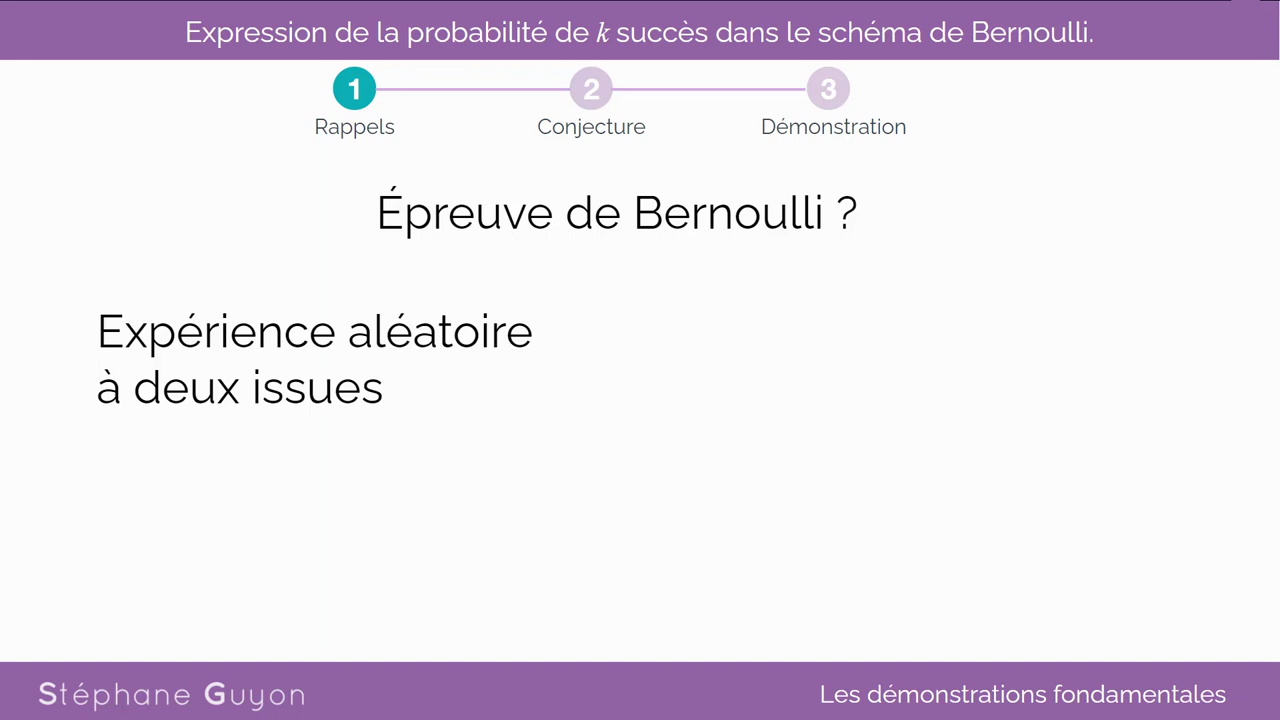 Expression de la probabilité de k succès dans le schéma de Bernoulli.
1 2 3
Rappels Conjecture Démonstration
Épreuve de Bernoulli ?
Expérience aléatoire
à deux issues
Stéphane Guyon Les démonstrations fondamentales